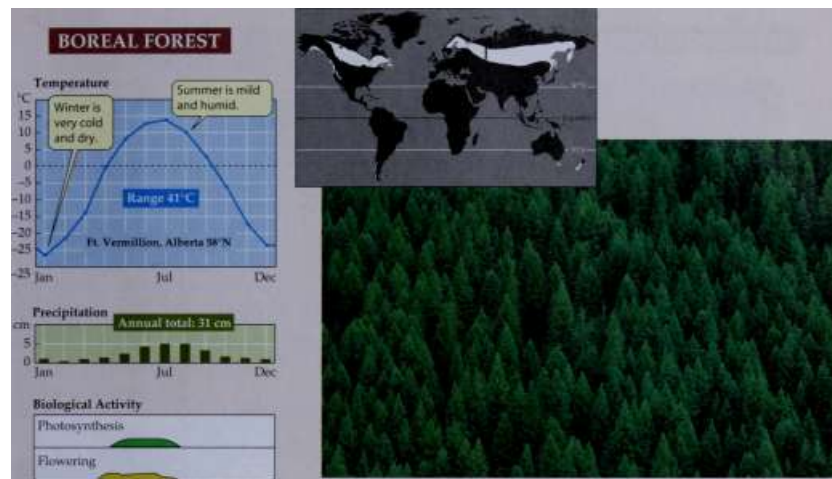 BOREAL FOREST
Temperature
°C
Summer is mild
and humid.
Winter is
very cold
and dry.
15
10
5
0
-5
-10
-15
-20
-25
-25
Range 41°C
Ft. Vermillion, Alberta 58°N
Jan
Jul
Dec
Precipitation
cm
Annual total: 31 cm
5
0
Jan
Jul
Dec
Biological Activity
Photosynthesis
Flowering